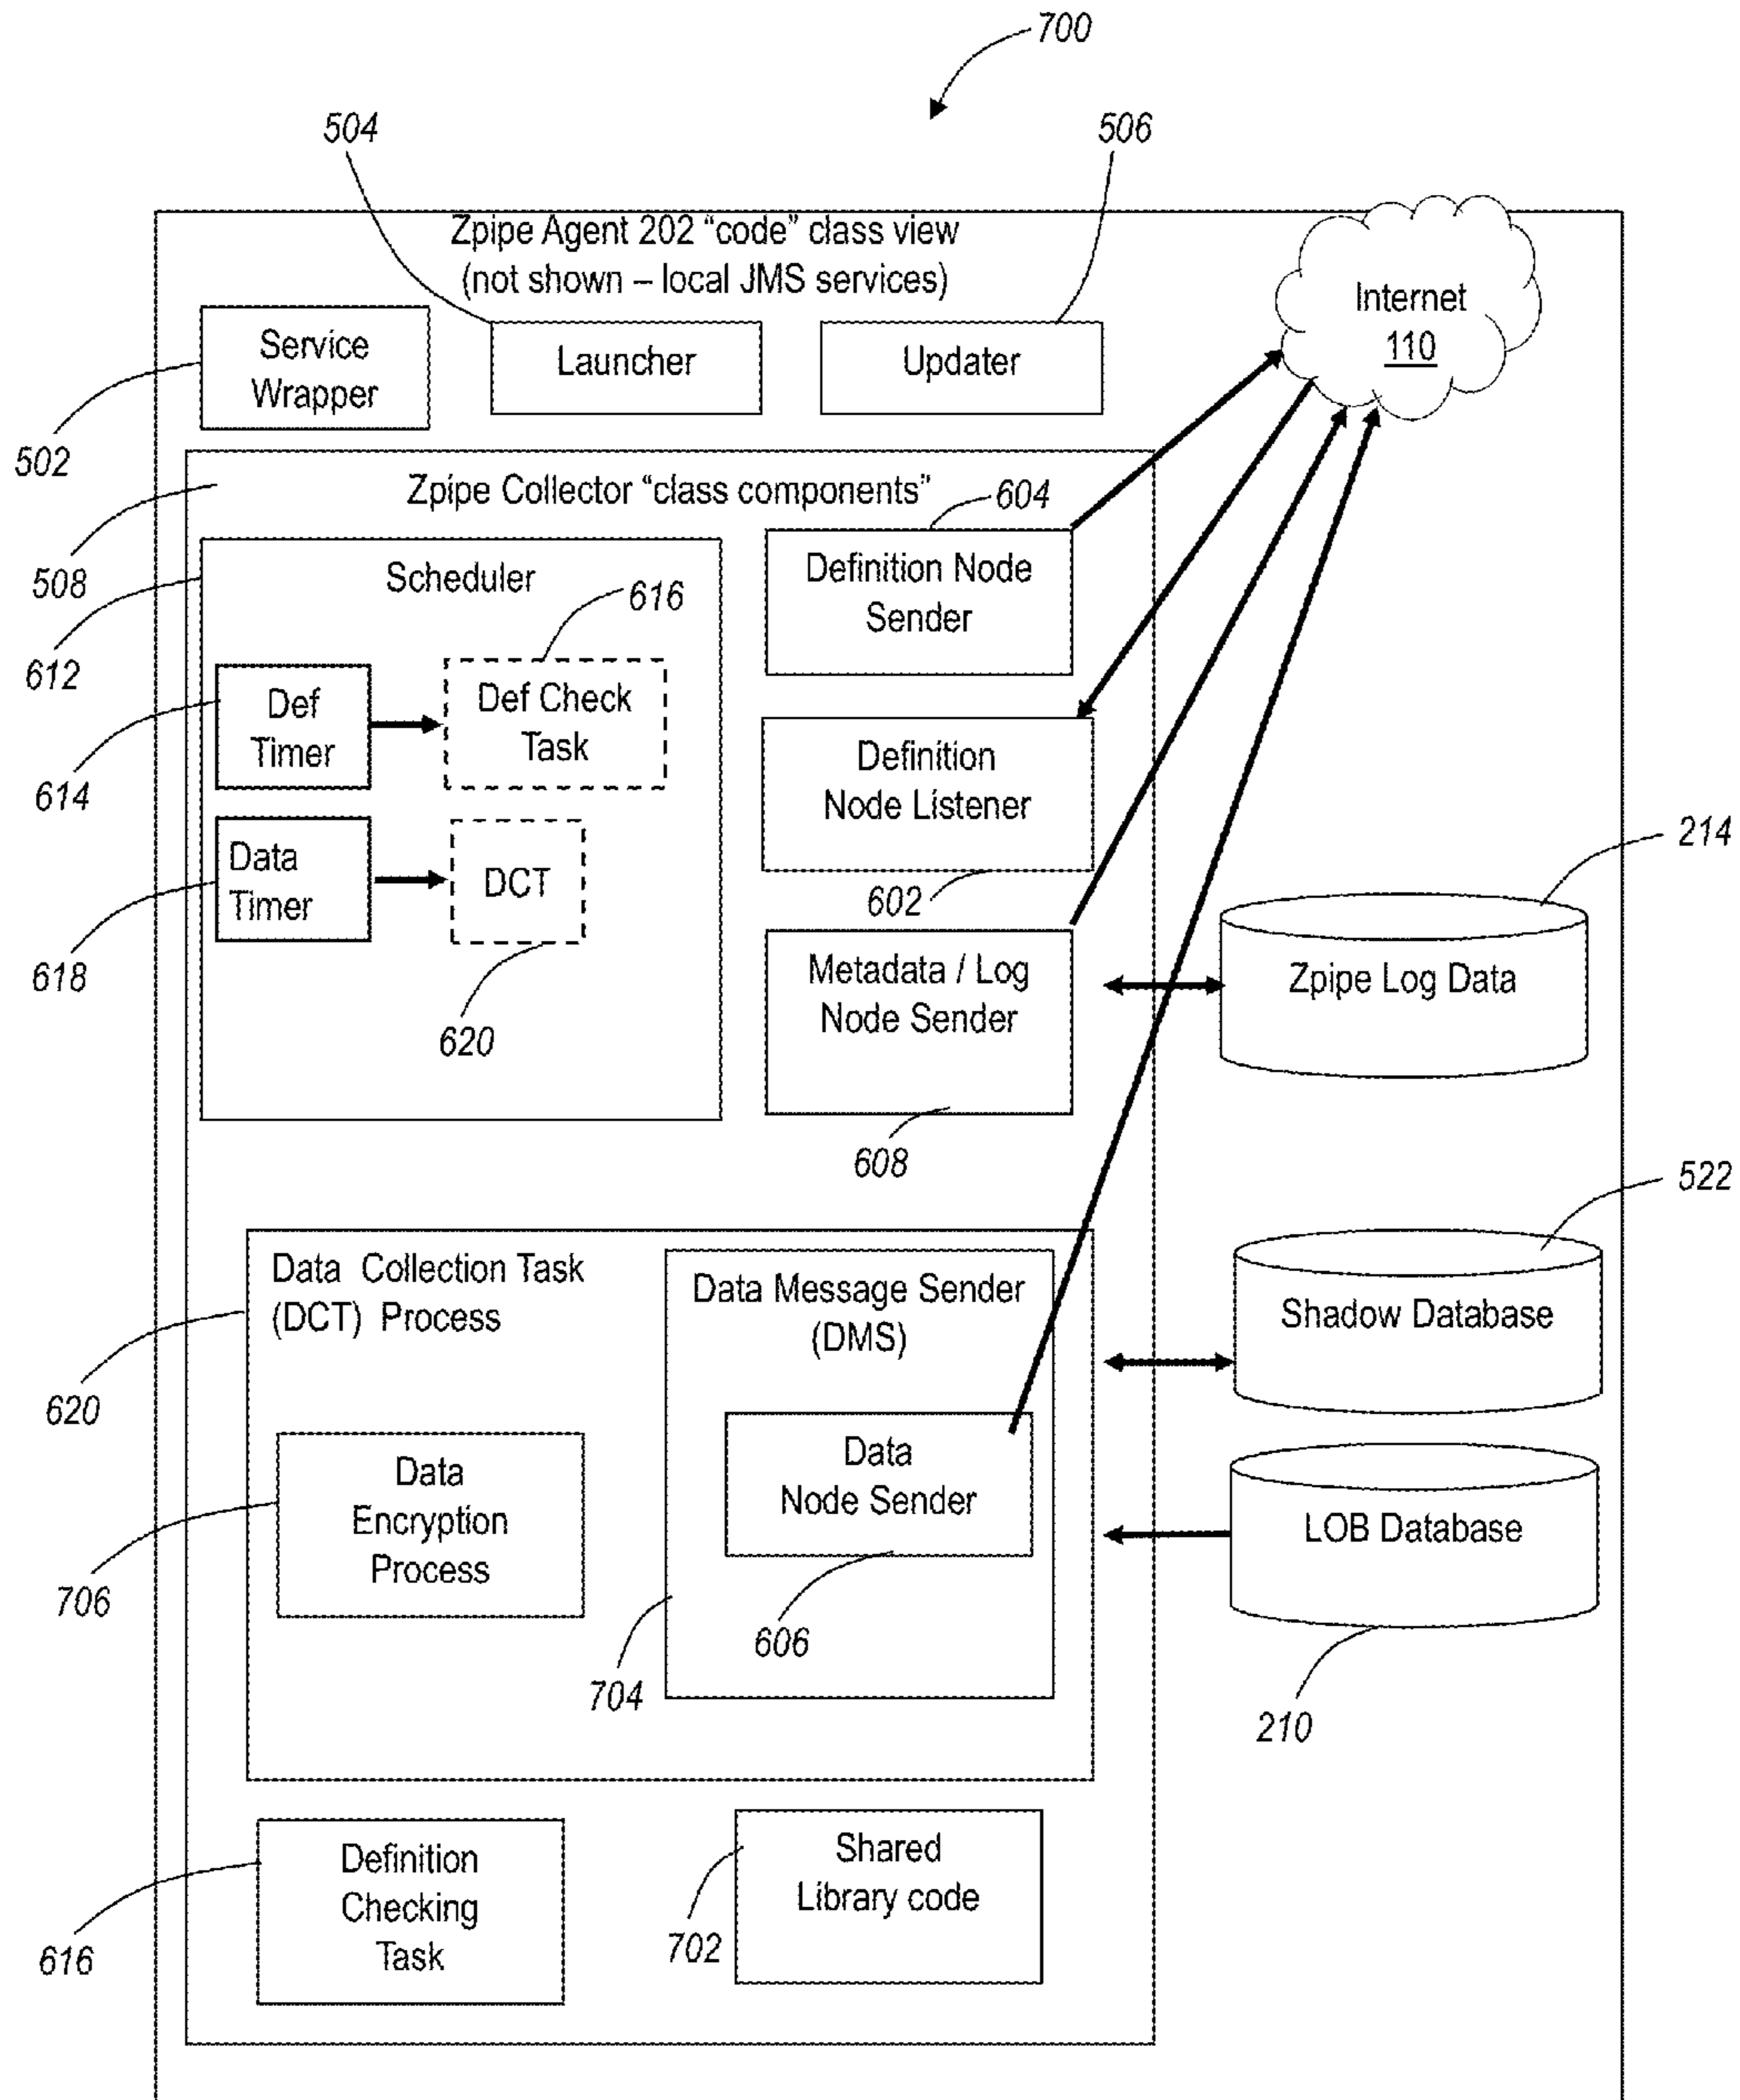 700
504
506
Zpipe Agent 202 “code” class view
(not shown – local JMS services)
Internet
110
Service
Wrapper
Launcher
Updater
502
Zpipe Collector “class components”
604
508
Scheduler
616
Definition Node
Sender
612
Def
Timer
Def Check
Task
614
Definition
Node Listener
Data
Timer
DCT
602
214
618
620
Metadata / Log
Node Sender
Zpipe Log Data
608
522
Data Collection Task
(DCT) Process
Data Message Sender
(DMS)
Shadow Database
620
Data
Encryption
Process
Data
Node Sender
LOB Database
706
606
704
210
Definition
Checking
Task
Shared
Library code
616
702